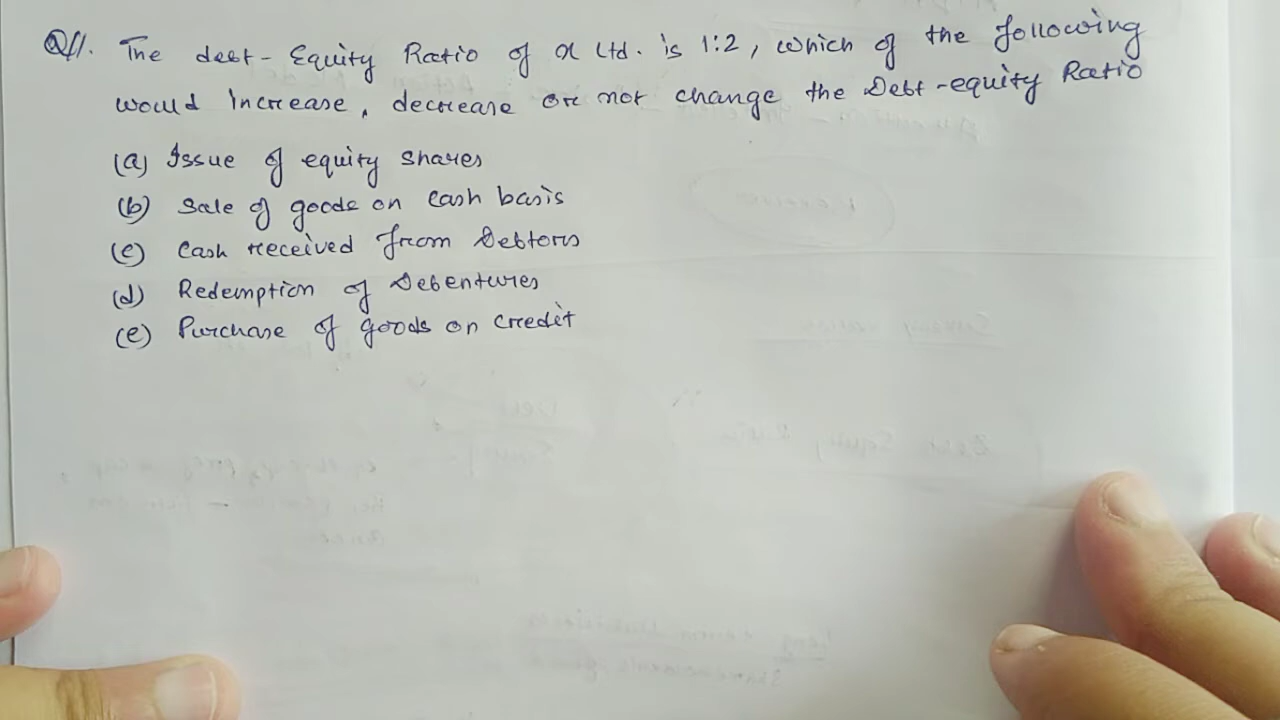 Q/1. The debt-Equity Ratio of x Ltd. is 1:2, which of the following
would increase, decrease or not change the Debt-equity Ratio
(a) Issue of equity shares
(b) Sale of goods on cash basis
(c) Cash received from Debtors
(d) Redemption of Debentures
(e) Purchase of goods on credit